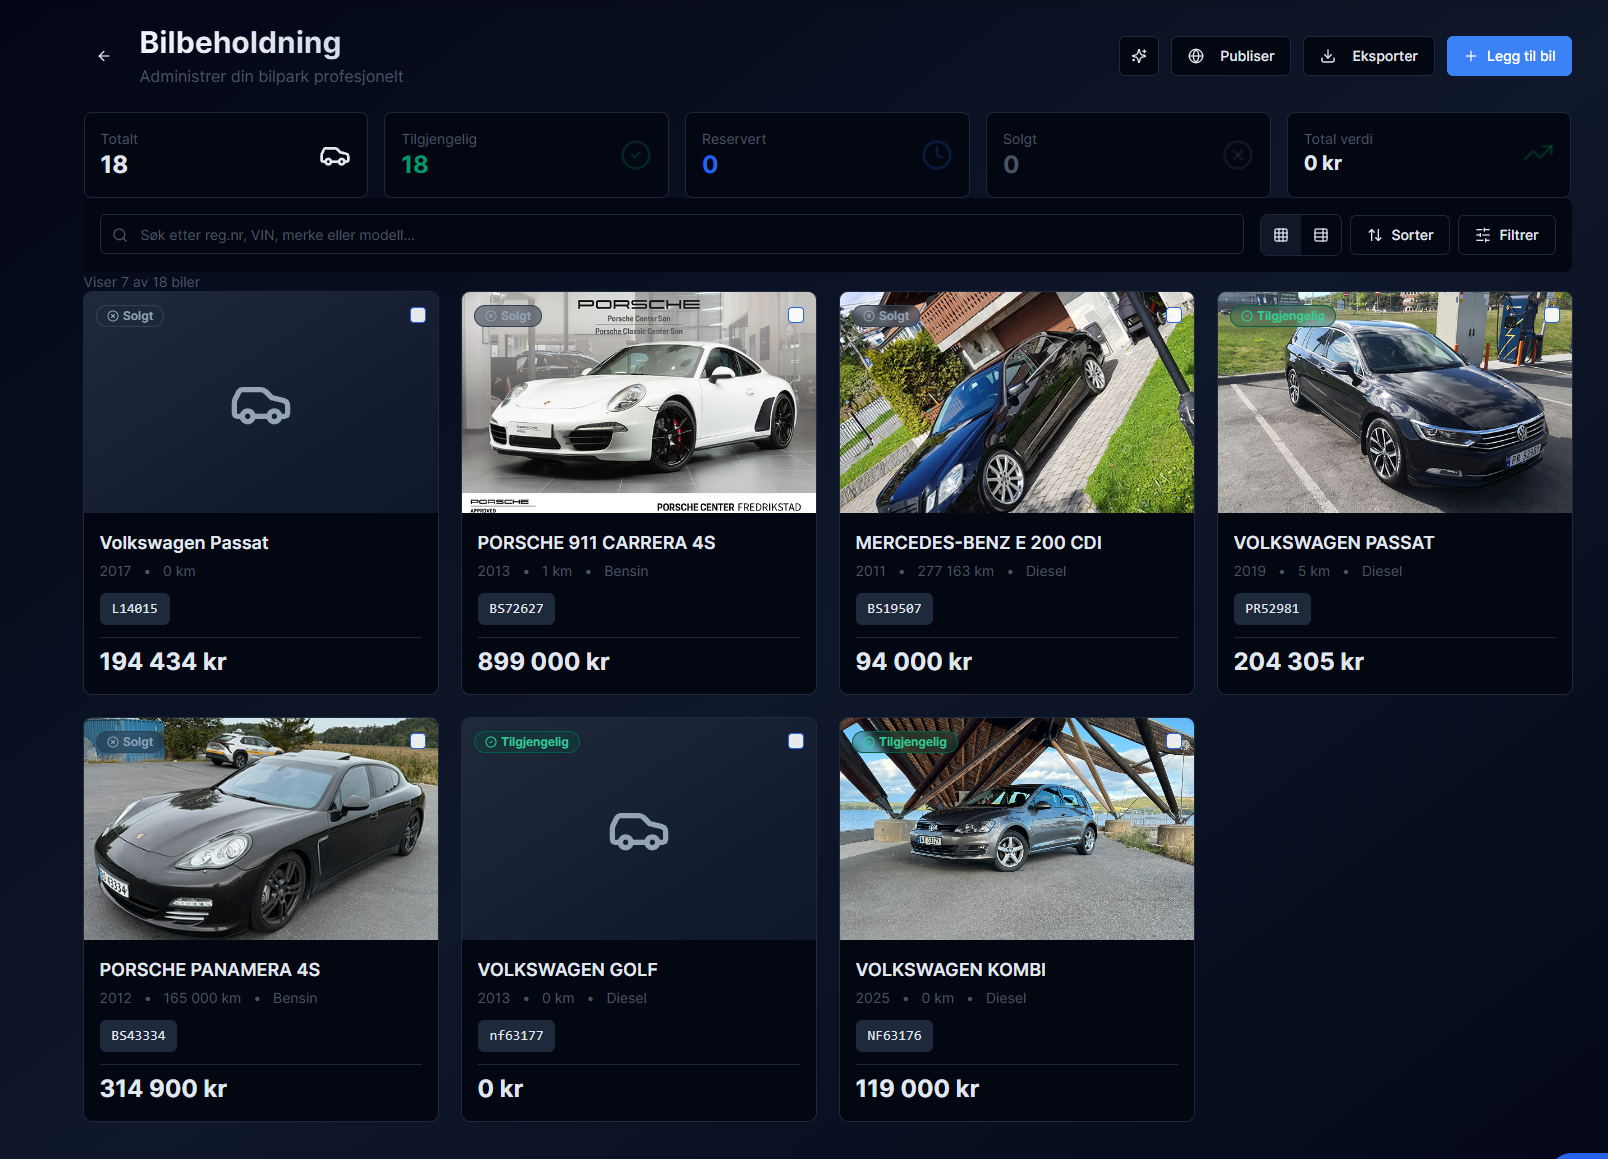 Bilbeholdning
Administrer din bilpark profesjonelt
Publiser
Eksporter
+ Legg til bil
Totalt
18
Tilgjengelig
18
Reservert
0
Solgt
0
Total verdi
0 kr
Søk etter reg.nr, VIN, merke eller modell...
Sorter
Filtrer
Viser 7 av 18 biler
Solgt
Volkswagen Passat
2017 • 0 km
L14015
194 434 kr
Solgt
PORSCHE
Porsche Center Son
Porsche Classic Center Son
PORSCHE
APPROVED
PORSCHE CENTER FREDRIKSTAD
PORSCHE 911 CARRERA 4S
2013 • 1 km • Bensin
BS72627
899 000 kr
Solgt
MERCEDES-BENZ E 200 CDI
2011 • 277 163 km • Diesel
BS19507
94 000 kr
Tilgjengelig
PR 52981
VOLKSWAGEN PASSAT
2019 • 5 km • Diesel
PR52981
204 305 kr
Solgt
PORSCHE PANAMERA 4S
2012 • 165 000 km • Bensin
BS43334
314 900 kr
Tilgjengelig
VOLKSWAGEN GOLF
2013 • 0 km • Diesel
nf63177
0 kr
Tilgjengelig
VOLKSWAGEN KOMBI
2025 • 0 km • Diesel
NF63176
119 000 kr